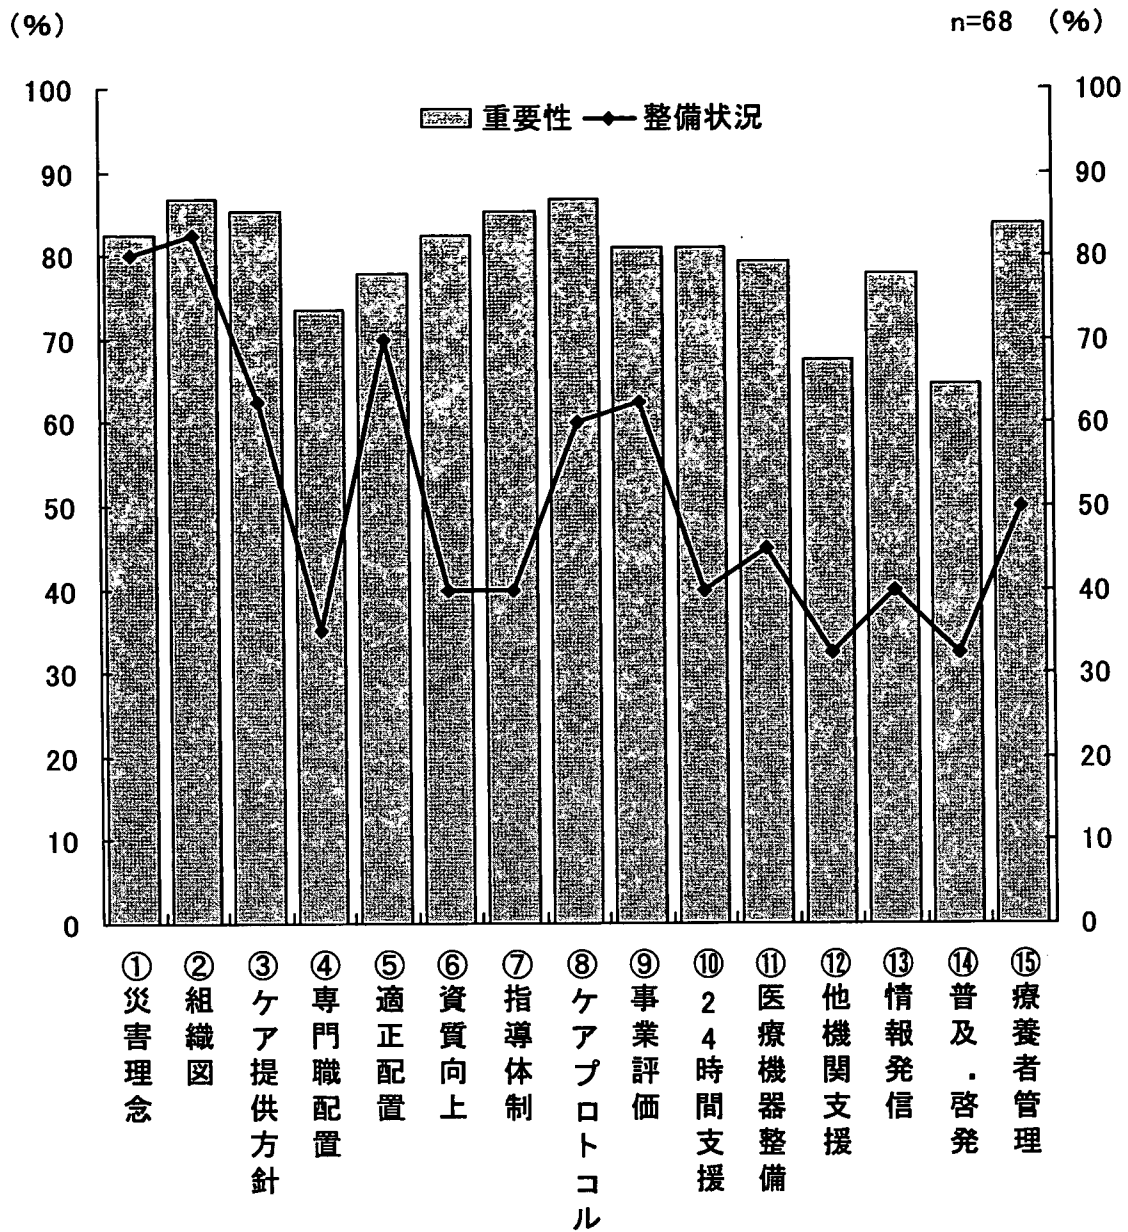 (%)
n=68 (%)
重要性 整備状況
100
90
80
70
60
50
40
30
20
10
0
100
90
80
70
60
50
40
30
20
10
0
①災害理念
②組織図
③ケア提供方針
④専門職配置
⑤適正配置
⑥資質向上
⑦指導体制
⑧ケアプロトコル
⑨事業評価
⑩24時間支援
⑪医療機器整備
⑫他機関支援
⑬情報発信
⑭普及・啓発
⑮療養者管理